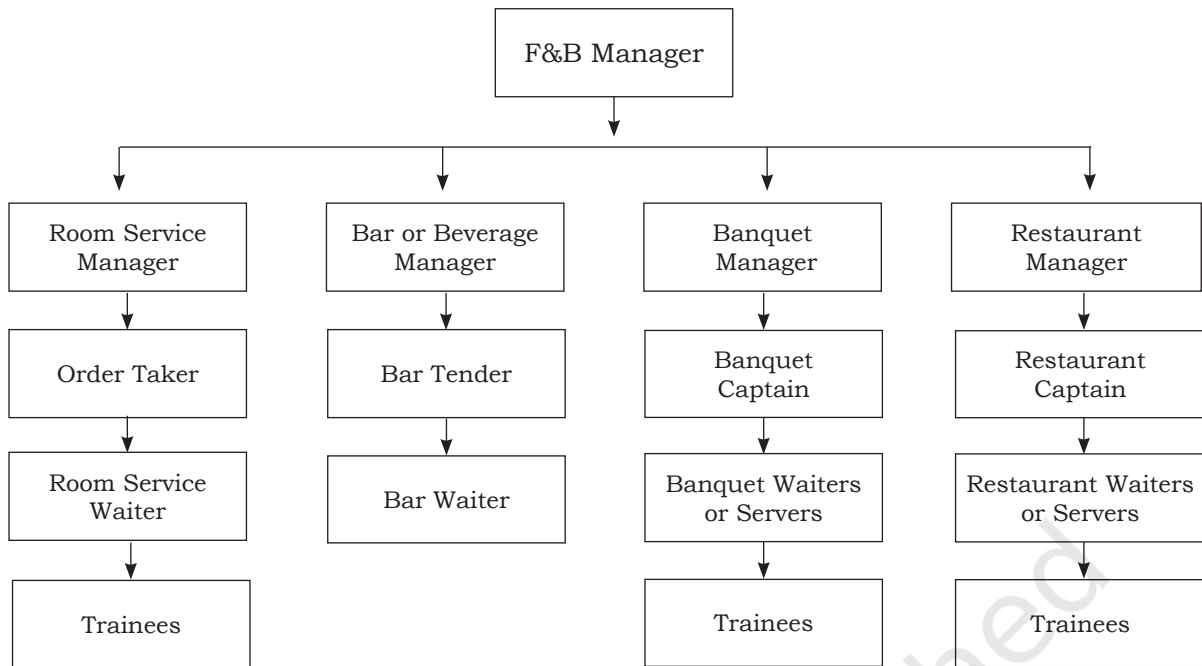 F&B Manager
Room Service
Manager
Bar or Beverage
Manager
Banquet
Manager
Restaurant
Manager
Order Taker
Bar Tender
Banquet
Captain
Restaurant
Captain
Room Service
Waiter
Bar Waiter
Banquet Waiters
or Servers
Restaurant Waiters
or Servers
Trainees
Trainees
Trainees